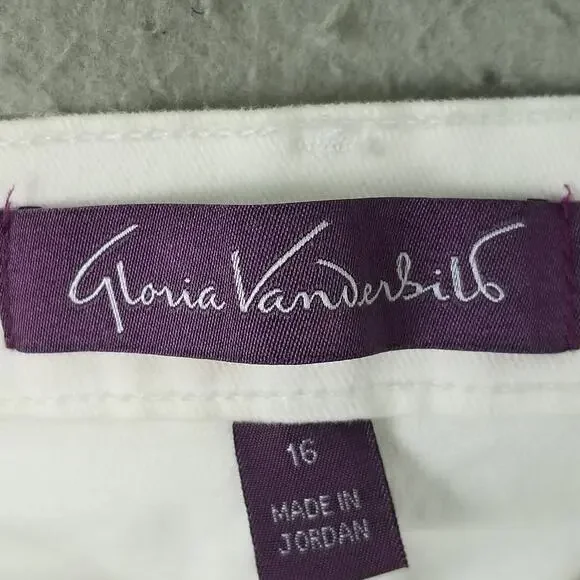 Gloria Vanderbilt
16
MADE IN
JORDAN